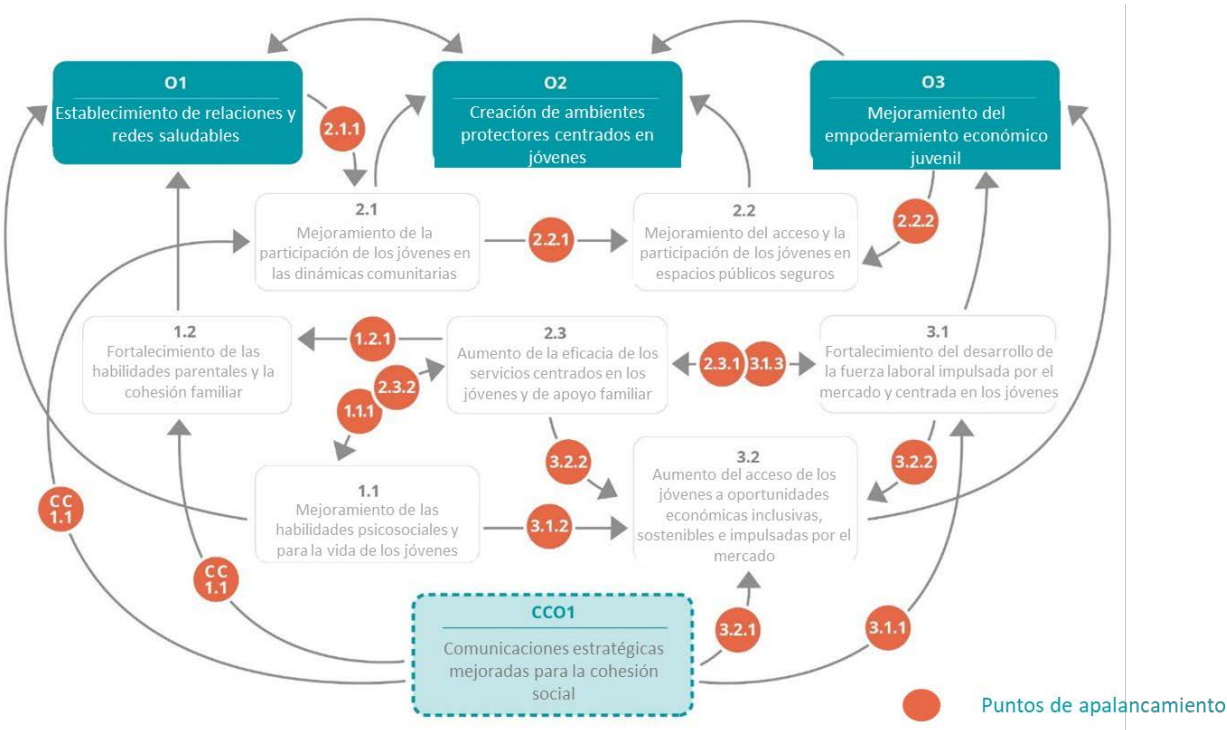 O1
Establecimiento de relaciones y
redes saludables
O2
Creación de ambientes
protectores centrados en
jóvenes
O3
Mejoramiento del
empoderamiento económico
juvenil
2.1.1
2.1
Mejoramiento de la
participación de los jóvenes en
las dinámicas comunitarias
2.2.1
2.2
Mejoramiento del acceso y la
participación de los jóvenes en
espacios públicos seguros
2.2.2
1.2
Fortalecimiento de las
habilidades parentales y la
cohesión familiar
1.2.1
2.3
Aumento de la eficacia de los
servicios centrados en los
jóvenes y de apoyo familiar
2.3.1
3.1.3
3.1
Fortalecimiento del desarrollo de
la fuerza laboral impulsada por el
mercado y centrada en los jóvenes
2.3.2
1.1.1
3.2.2
3.2.2
1.1
Mejoramiento de las
habilidades psicosociales y
para la vida de los jóvenes
3.1.2
3.2
Aumento del acceso de los
jóvenes a oportunidades
económicas inclusivas,
sostenibles e impulsadas por el
mercado
CC
1.1
CC
1.1
CCO1
Comunicaciones estratégicas
mejoradas para la cohesión
social
3.2.1
3.1.1
Puntos de apalancamiento